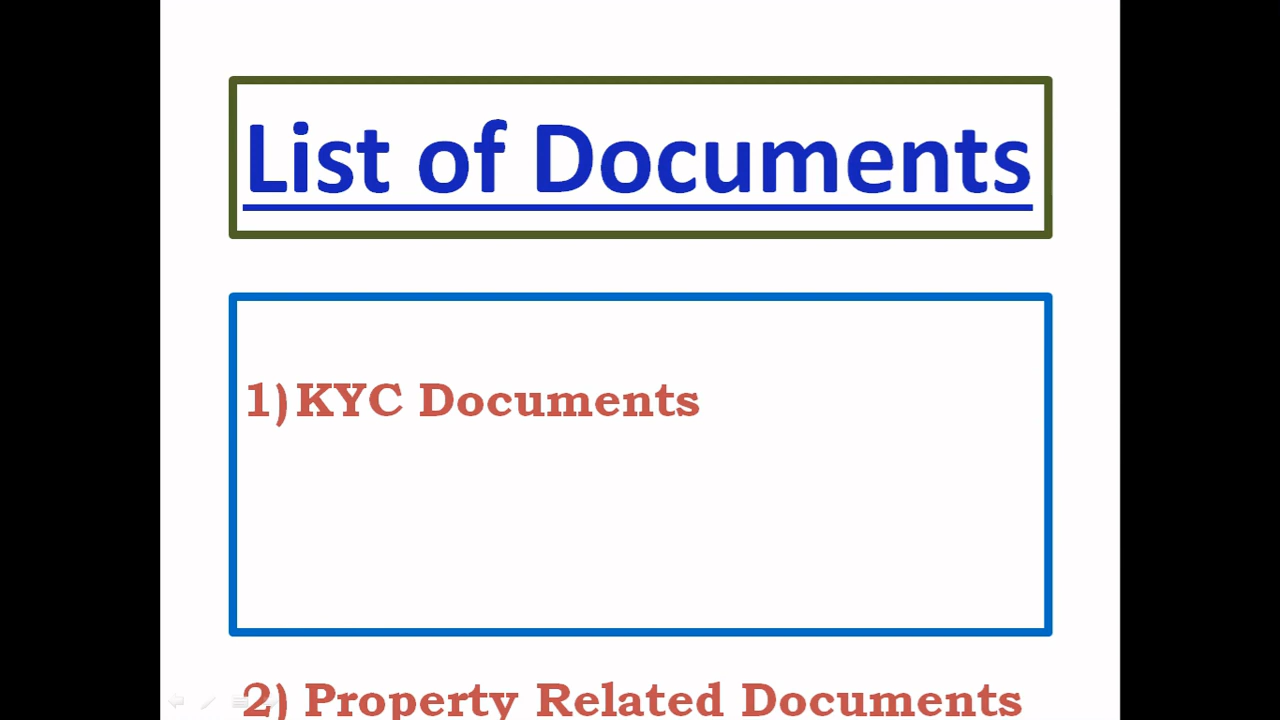 List of Documents
1) KYC Documents
2) Property Related Documents